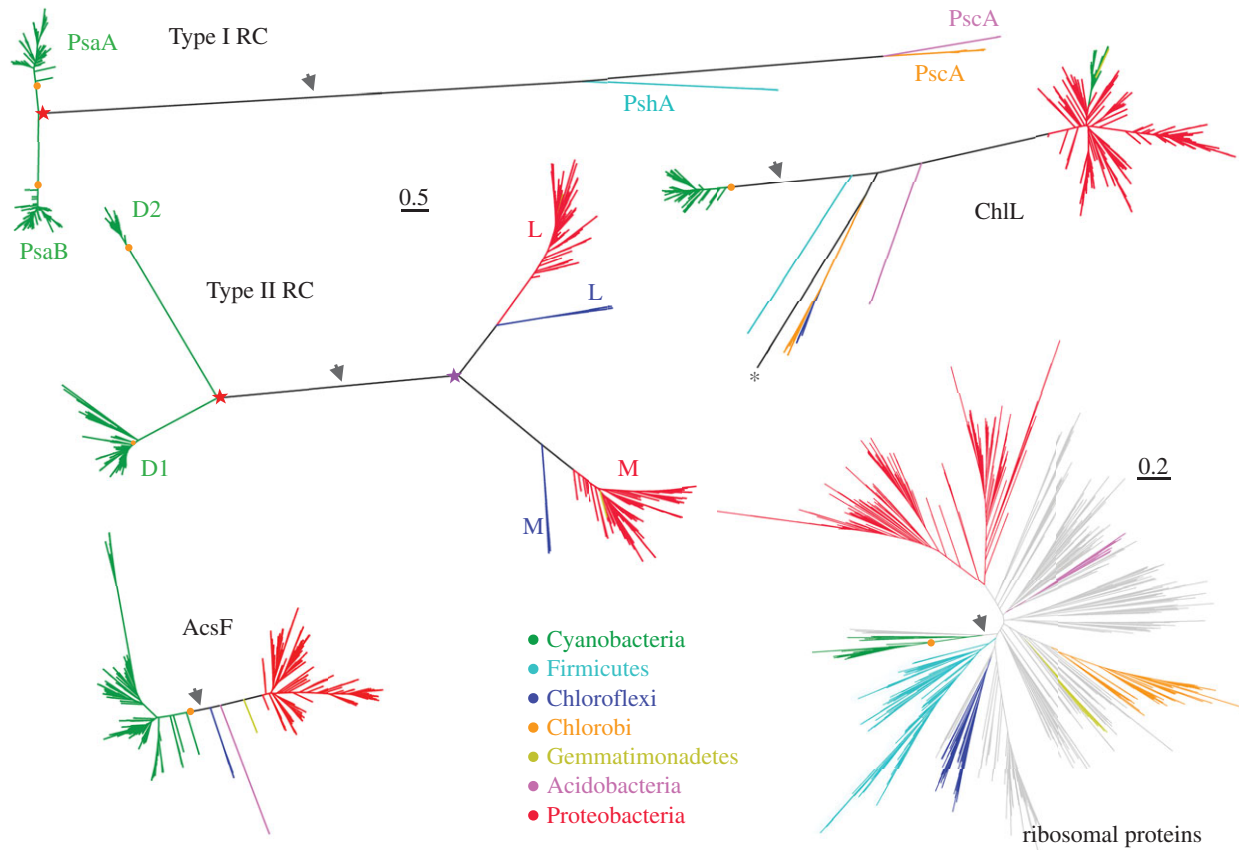 PsaA
Type I RC
PscA
PscA
PshA
PsaB
D2
0.5
L
ChlL
L
Type II RC
*
D1
M
M
0.2
AcsF
Cyanobacteria
Firmicutes
Chloroflexi
Chlorobi
Gemmatimonadetes
Acidobacteria
Proteobacteria
ribosomal proteins